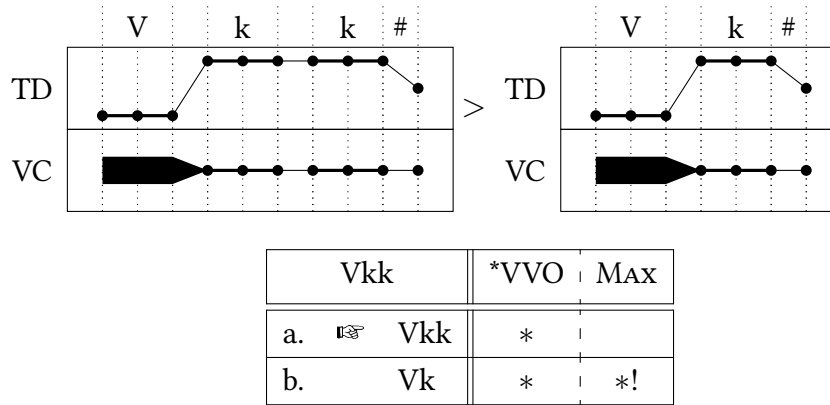 V k k # V k #
TD > TD
VC VC
Vkk *VVO Max
a. ☞ Vkk *
b. Vk * *!